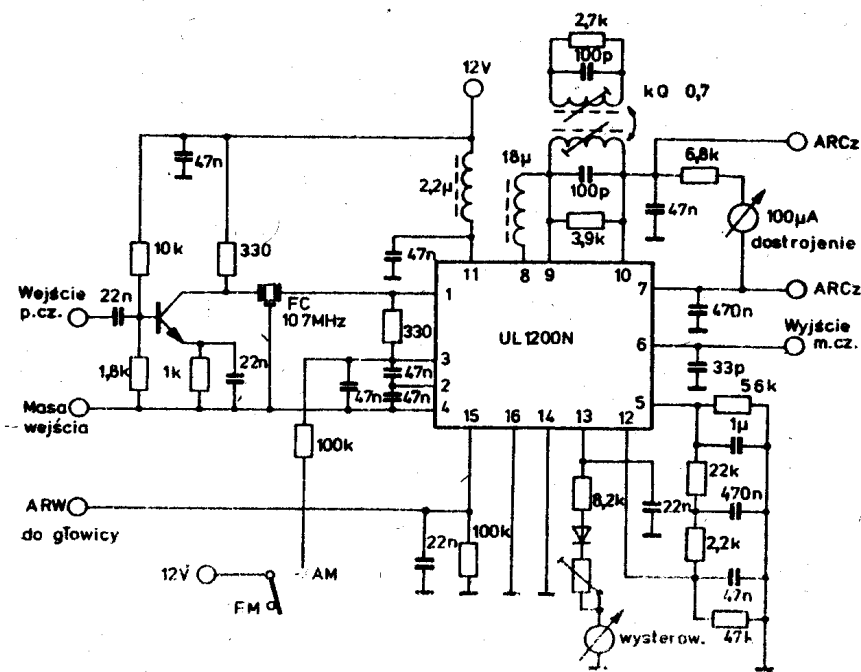 2,7k
100p
kQ 0,7
12V
47n
2,2µ
18µ
100p
3,9k
6,8k
47n
ARCz
100µA
dostrojenie
10k
330
47n
11
8
9
10
Wejście
p.cz.
22n
FC
10,7MHz
1
330
UL1200N
7
ARCz
470n
6
Wyjście
m.cz.
33p
1,8k
1k
22n
3
47n
2
47n
47n
4
5
56k
1µ
Masa
wejścia
15
16
14
13
12
100k
22k
470n
8,2k
22n
ARW
do głowicy
22n
100k
2,2k
47n
12V
AM
FM
wysterow.
47k